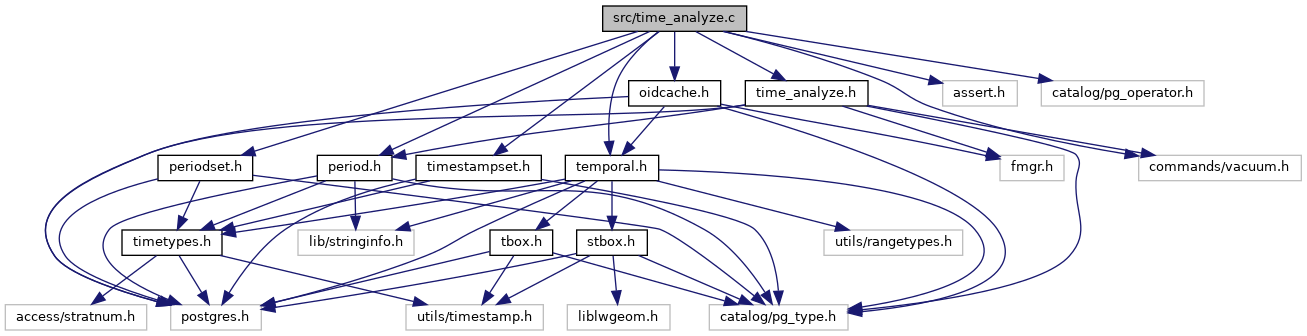 src/time_analyze.c
oidcache.h
time_analyze.h
assert.h
catalog/pg_operator.h
periodset.h
period.h
timestampset.h
temporal.h
fmgr.h
commands/vacuum.h
timetypes.h
lib/stringinfo.h
tbox.h
stbox.h
utils/rangetypes.h
access/stratnum.h
postgres.h
utils/timestamp.h
liblwgeom.h
catalog/pg_type.h